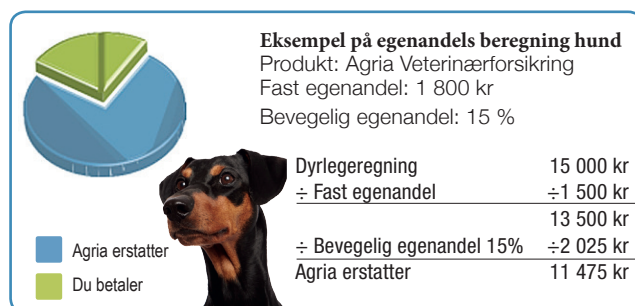 Eksempel på egenandels beregning hund
Produkt: Agria Veterinærforsikring
Fast egenandel: 1 800 kr
Bevegelig egenandel: 15 %
Dyrlegeregning 15 000 kr
÷ Fast egenandel ÷1 500 kr
13 500 kr
÷ Bevegelig egenandel 15% ÷2 025 kr
Agria erstatter 11 475 kr
Agria erstatter
Du betaler